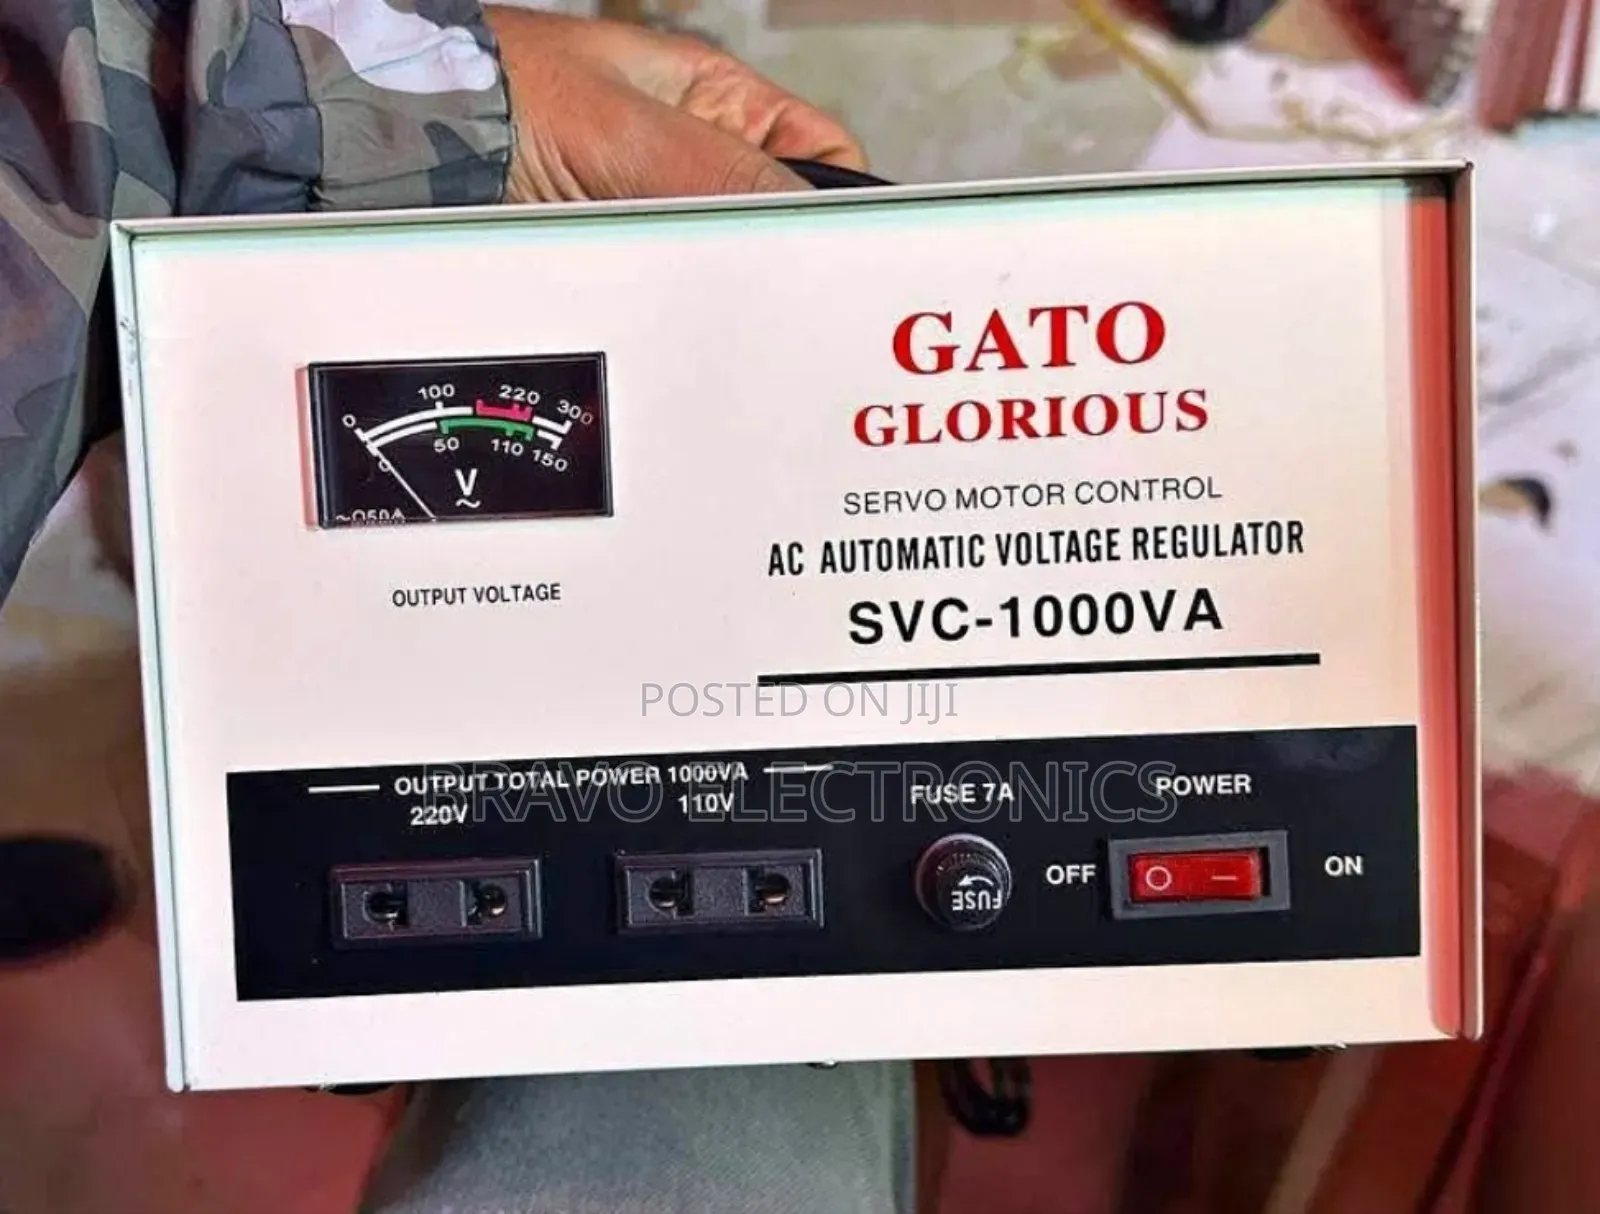 GATO
GLORIOUS
SERVO MOTOR CONTROL
AC AUTOMATIC VOLTAGE REGULATOR
SVC-1000VA
0 100 220 300
0 50 110 150
V
~
OUTPUT VOLTAGE
POSTED ON JIJI
BRAVO ELECTRONICS
OUTPUT TOTAL POWER 1000VA
220V 110V
FUSE 7A
POWER
FUSE
OFF
ON